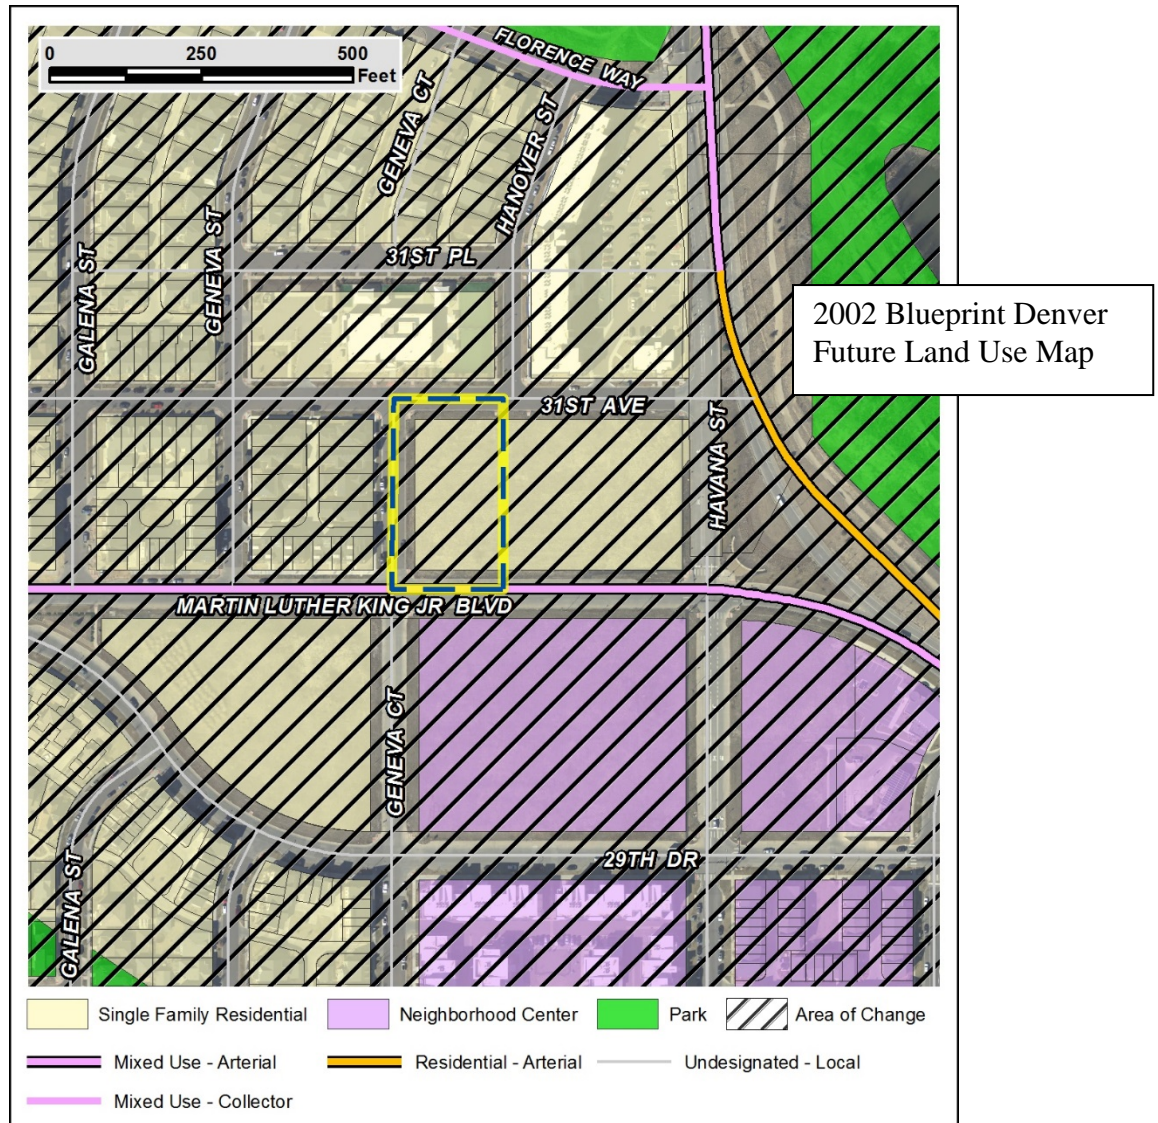 0 250 500
Feet
FLORENCE WAY
GENEVA CT
HANOVER ST
31ST PL
GALENA ST
GENEVA ST
2002 Blueprint Denver
Future Land Use Map
31ST AVE
HAVANA ST
MARTIN LUTHER KING JR BLVD
GENEVA CT
29TH DR
GALENA ST
Single Family Residential Neighborhood Center Park Area of Change
Mixed Use - Arterial Residential - Arterial Undesignated - Local
Mixed Use - Collector